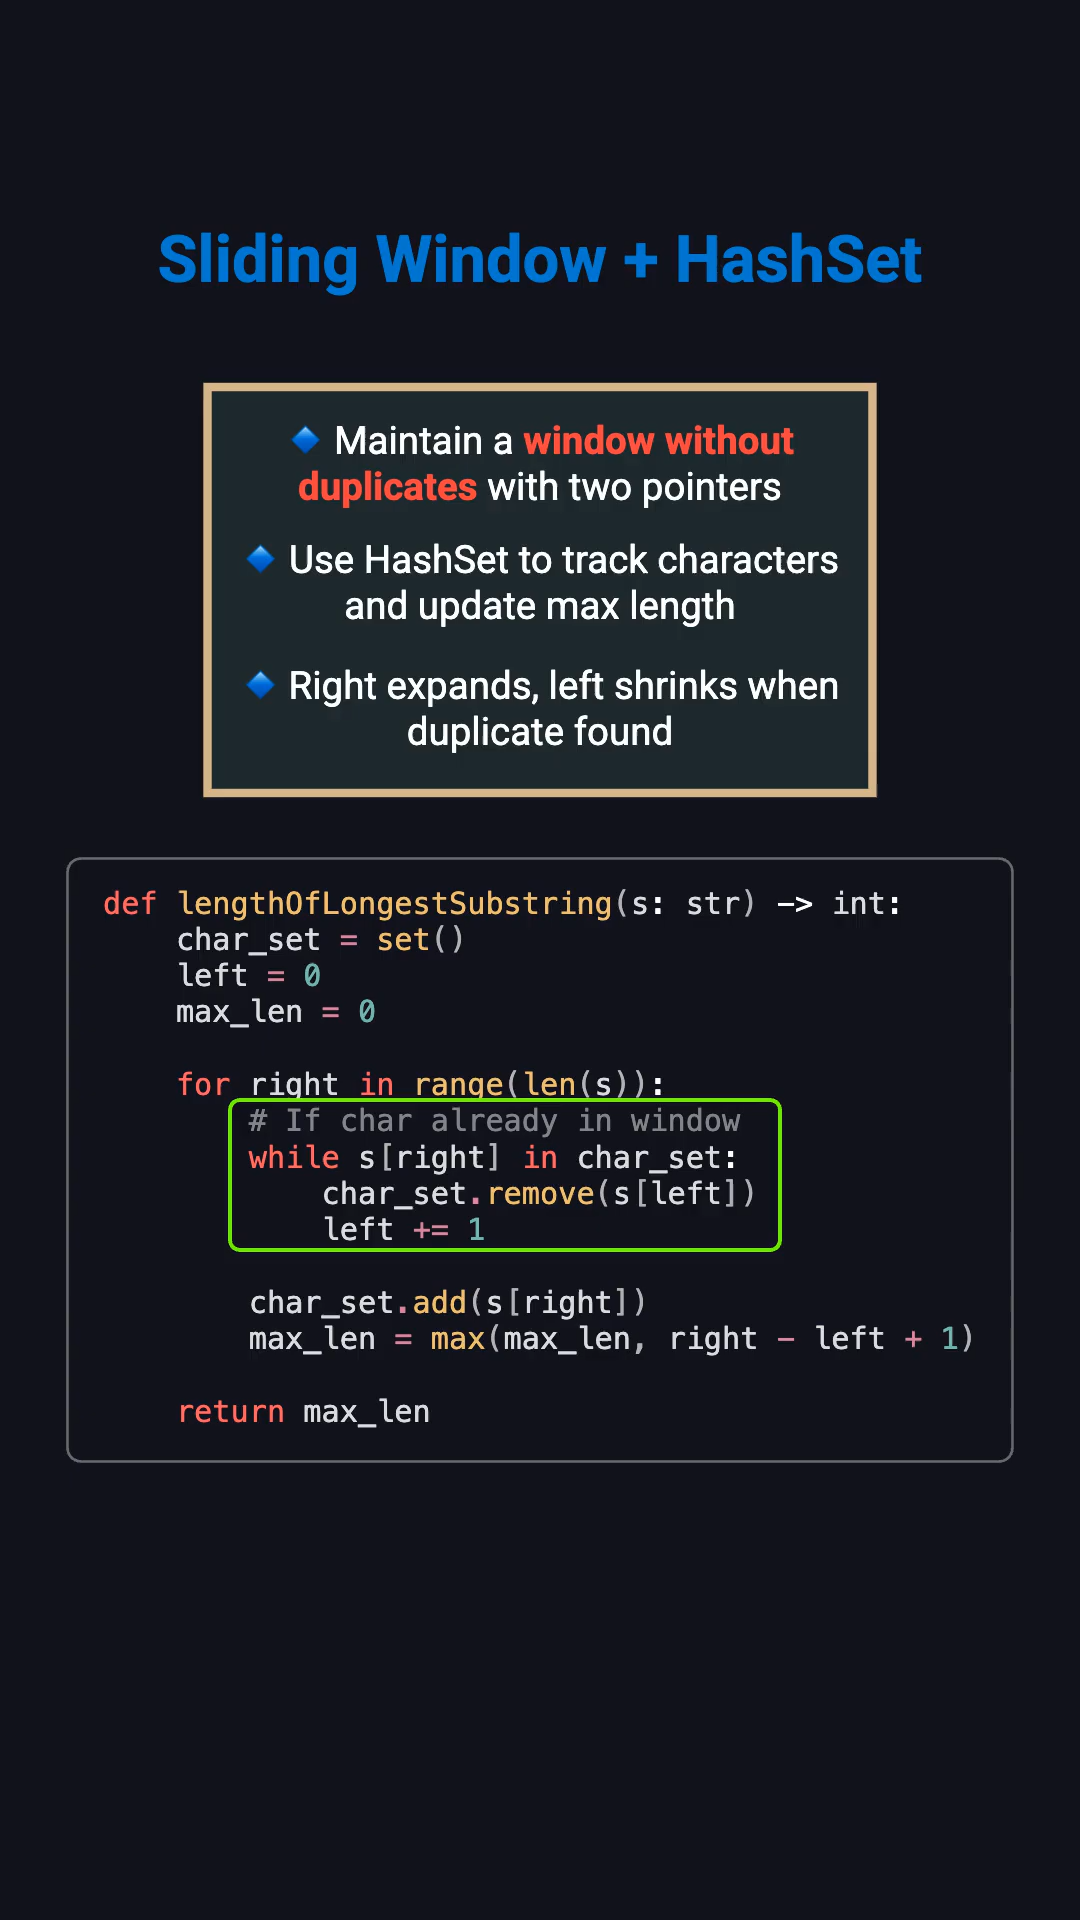 Sliding Window + HashSet
🔹 Maintain a window without
duplicates with two pointers
🔹 Use HashSet to track characters
and update max length
🔹 Right expands, left shrinks when
duplicate found
def lengthOfLongestSubstring(s: str) -> int:
    char_set = set()
    left = 0
    max_len = 0
    for right in range(len(s)):
        # If char already in window
        while s[right] in char_set:
            char_set.remove(s[left])
            left += 1
        char_set.add(s[right])
        max_len = max(max_len, right - left + 1)
    return max_len